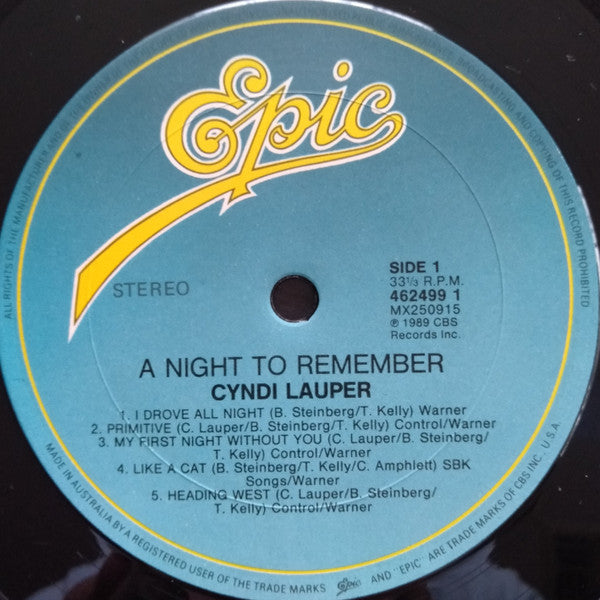 Epic
STEREO
SIDE 1
33⅓ R.P.M.
462499 1
MX250915
℗ 1989 CBS
Records Inc.
A NIGHT TO REMEMBER
CYNDI LAUPER
1. I DROVE ALL NIGHT (B. Steinberg/T. Kelly) Warner
2. PRIMITIVE (C. Lauper/B. Steinberg/T. Kelly) Control/Warner
3. MY FIRST NIGHT WITHOUT YOU (C. Lauper/B. Steinberg/
T. Kelly) Control/Warner
4. LIKE A CAT (B. Steinberg/T. Kelly/C. Amphlett) SBK
Songs/Warner
5. HEADING WEST (C. Lauper/B. Steinberg/
T. Kelly) Control/Warner
ALL RIGHTS OF THE MANUFACTURER AND OF THE BROADCASTING AND COPYING OF THIS RECORD PROHIBITED
MADE IN AUSTRALIA BY A REGISTERED USER OF THE TRADE MARKS Epic AND "EPIC" ARE TRADE MARKS OF CBS INC. U.S.A.